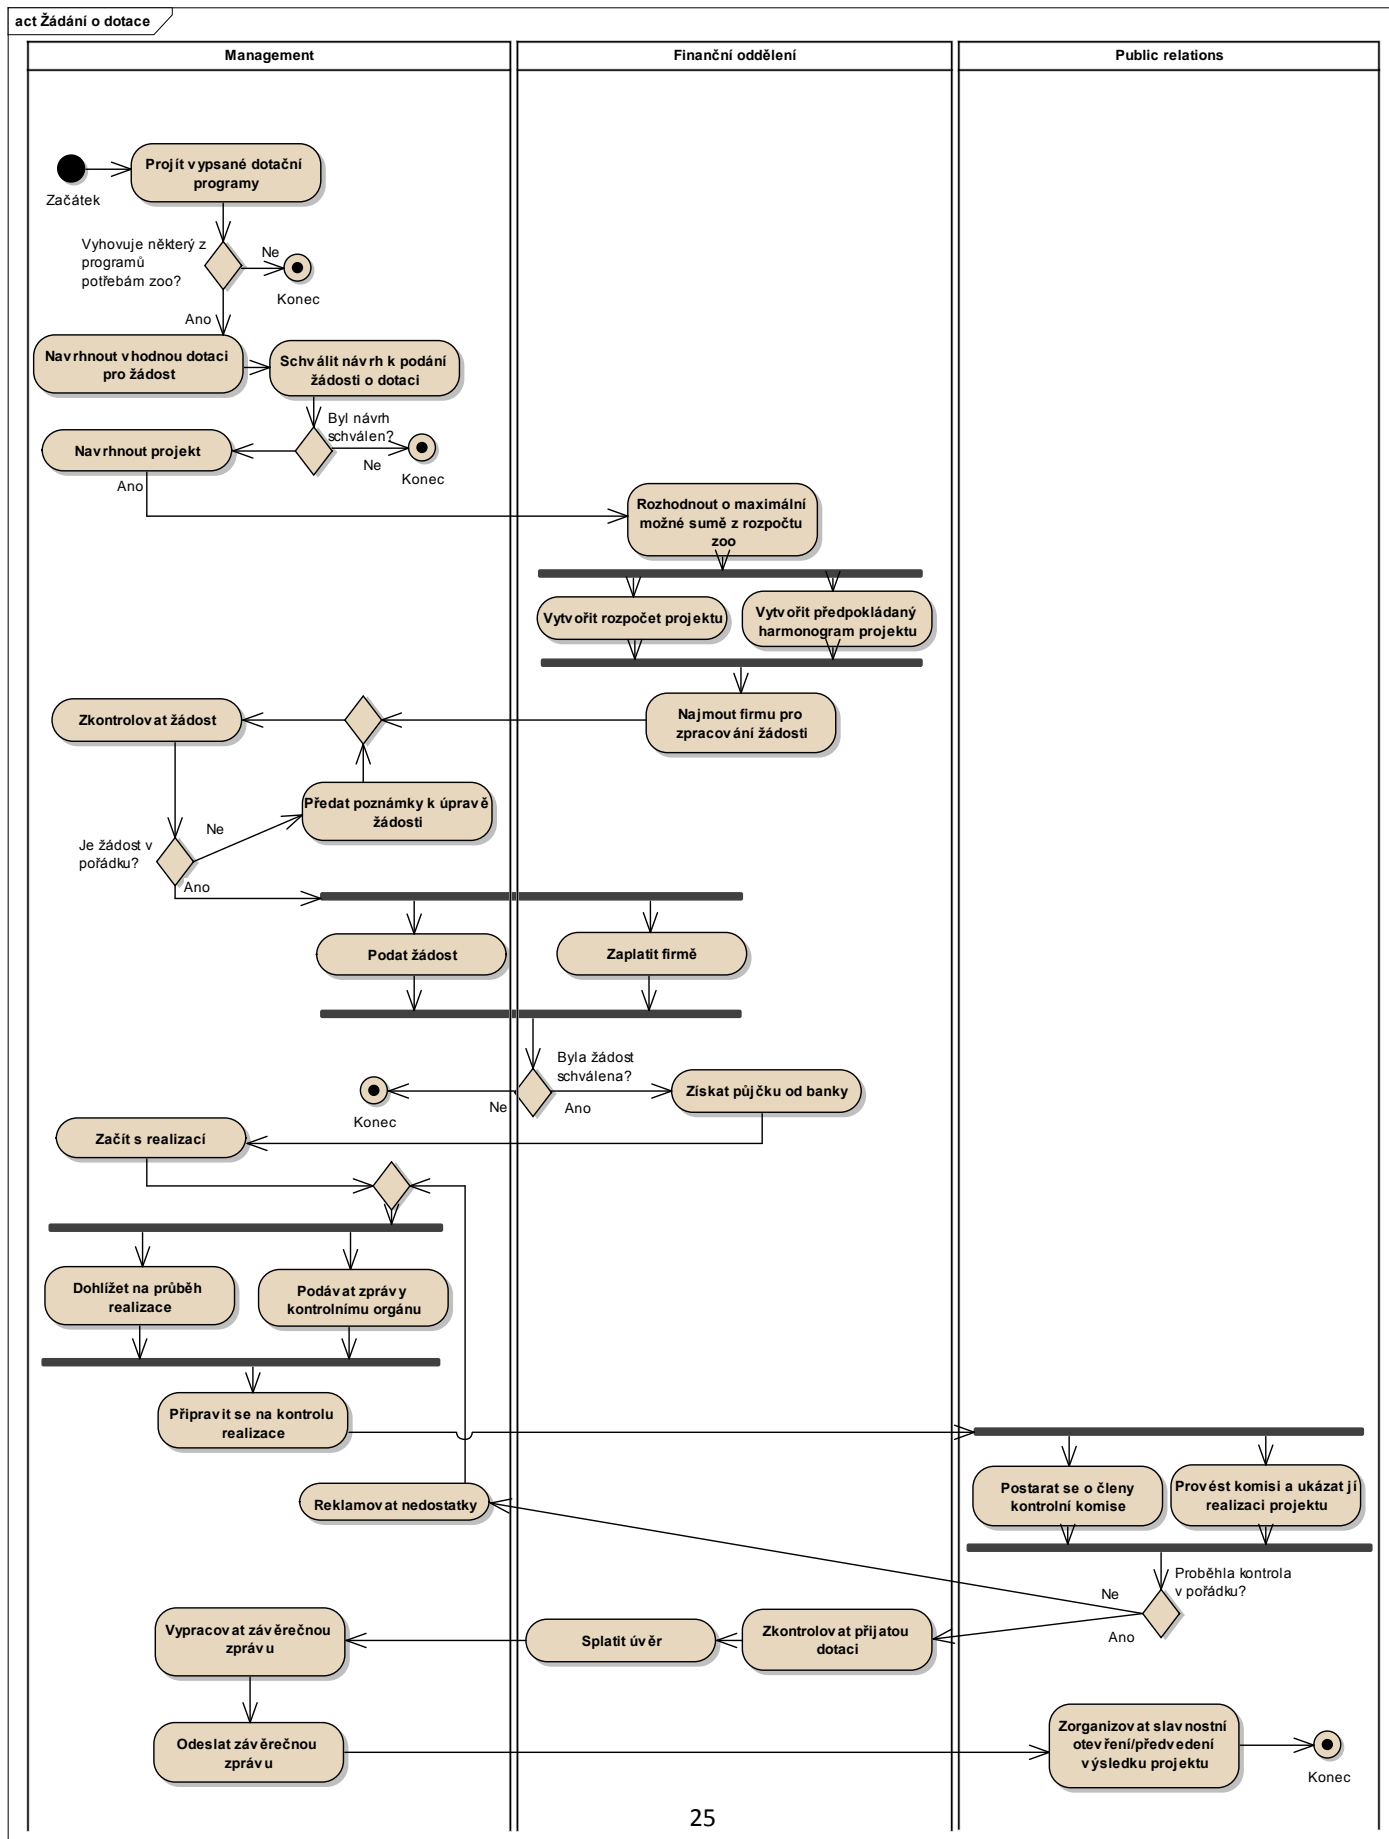 act Žádání o dotace
Management
Finanční oddělení
Public relations
Projít vypsané dotační
programy
Začátek
Vyhovuje některý z
programů
potřebám zoo?
Ne
Konec
Ano
Navrhnout vhodnou dotaci
pro žádost
Schválit návrh k podání
žádosti o dotaci
Byl návrh
schválen?
Navrhnout projekt
Ne
Konec
Ano
Rozhodnout o maximální
možné sumě z rozpočtu
zoo
Vytvořit rozpočet projektu
Vytvořit předpokládaný
harmonogram projektu
Zkontrolovat žádost
Najmout firmu pro
zpracování žádosti
Předat poznámky k úpravě
žádosti
Ne
Je žádost v
pořádku?
Ano
Podat žádost
Zaplatit firmě
Byla žádost
schválena?
Získat půjčku od banky
Ne
Ano
Konec
Začít s realizací
Dohlížet na průběh
realizace
Podávat zprávy
kontrolnímu orgánu
Připravit se na kontrolu
realizace
Postarat se o členy
kontrolní komise
Provést komisi a ukázat jí
realizaci projektu
Reklamovat nedostatky
Proběhla kontrola
v pořádku?
Ne
Ano
Vypracovat závěrečnou
zprávu
Splatit úvěr
Zkontrolovat přijatou
dotaci
Odeslat závěrečnou
zprávu
Zorganizovat slavnostní
otevření/předvedení
výsledku projektu
Konec
25